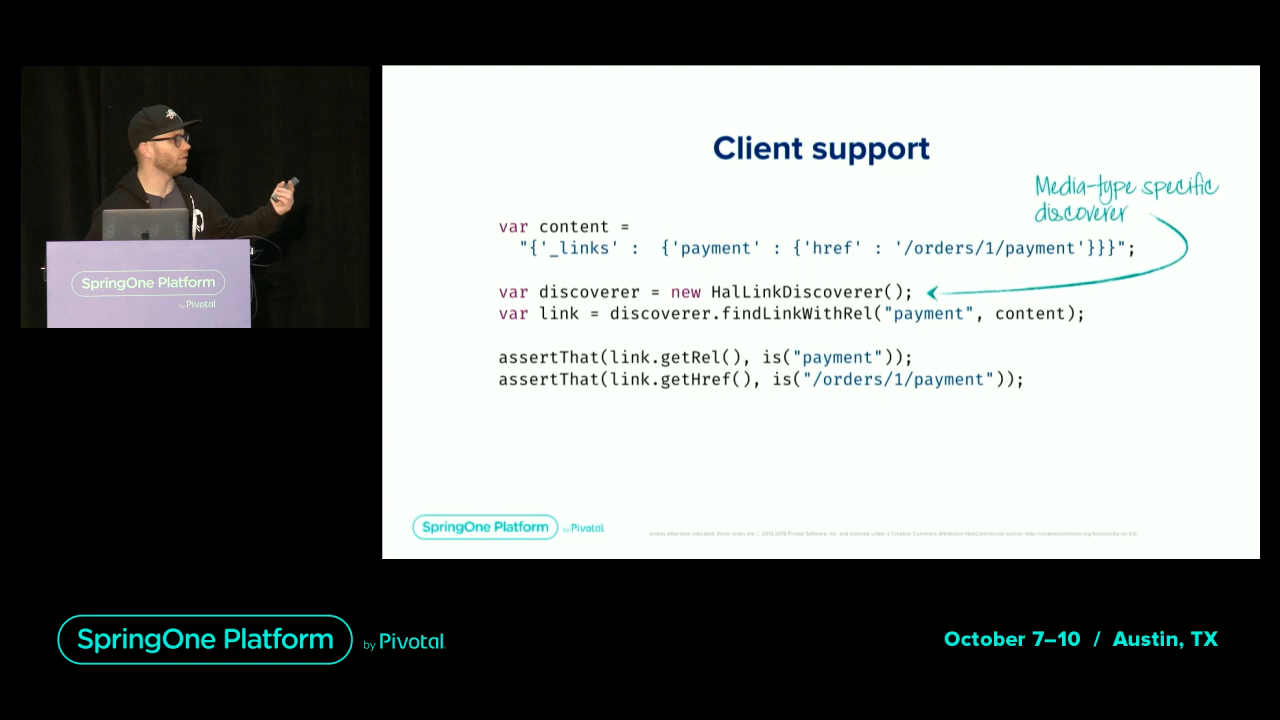 Client support
Media-type specific
discoverer
var content =
"{'_links' :  {'payment' : {'href' : '/orders/1/payment'}}}";
var discoverer = new HalLinkDiscoverer();
var link = discoverer.findLinkWithRel("payment", content);
assertThat(link.getRel(), is("payment"));
assertThat(link.getHref(), is("/orders/1/payment"));
SpringOne Platform
by Pivotal
SpringOne Platform by Pivotal
SpringOne Platform by Pivotal
October 7–10 / Austin, TX